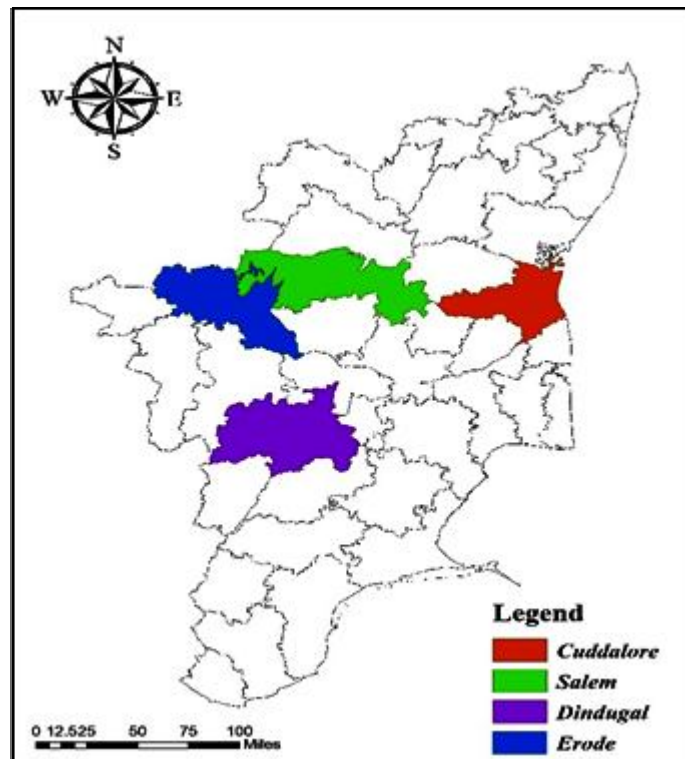 N
W E
S
Legend
Cuddalore
Salem
Dindugal
Erode
0 12.525 50 75 100
Miles